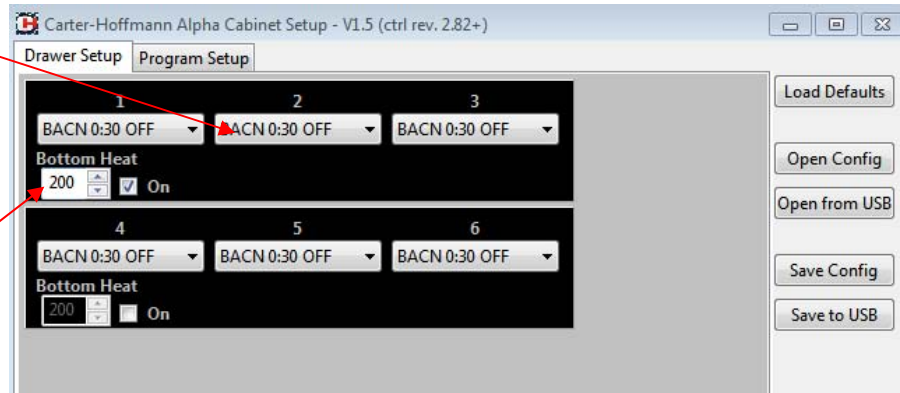 Carter-Hoffmann Alpha Cabinet Setup - V1.5 (ctrl rev. 2.82+)
Drawer Setup Program Setup
1 2 3
BACN 0:30 OFF BACN 0:30 OFF BACN 0:30 OFF
Bottom Heat
200 On
4 5 6
BACN 0:30 OFF BACN 0:30 OFF BACN 0:30 OFF
Bottom Heat
200 On
Load Defaults
Open Config
Open from USB
Save Config
Save to USB